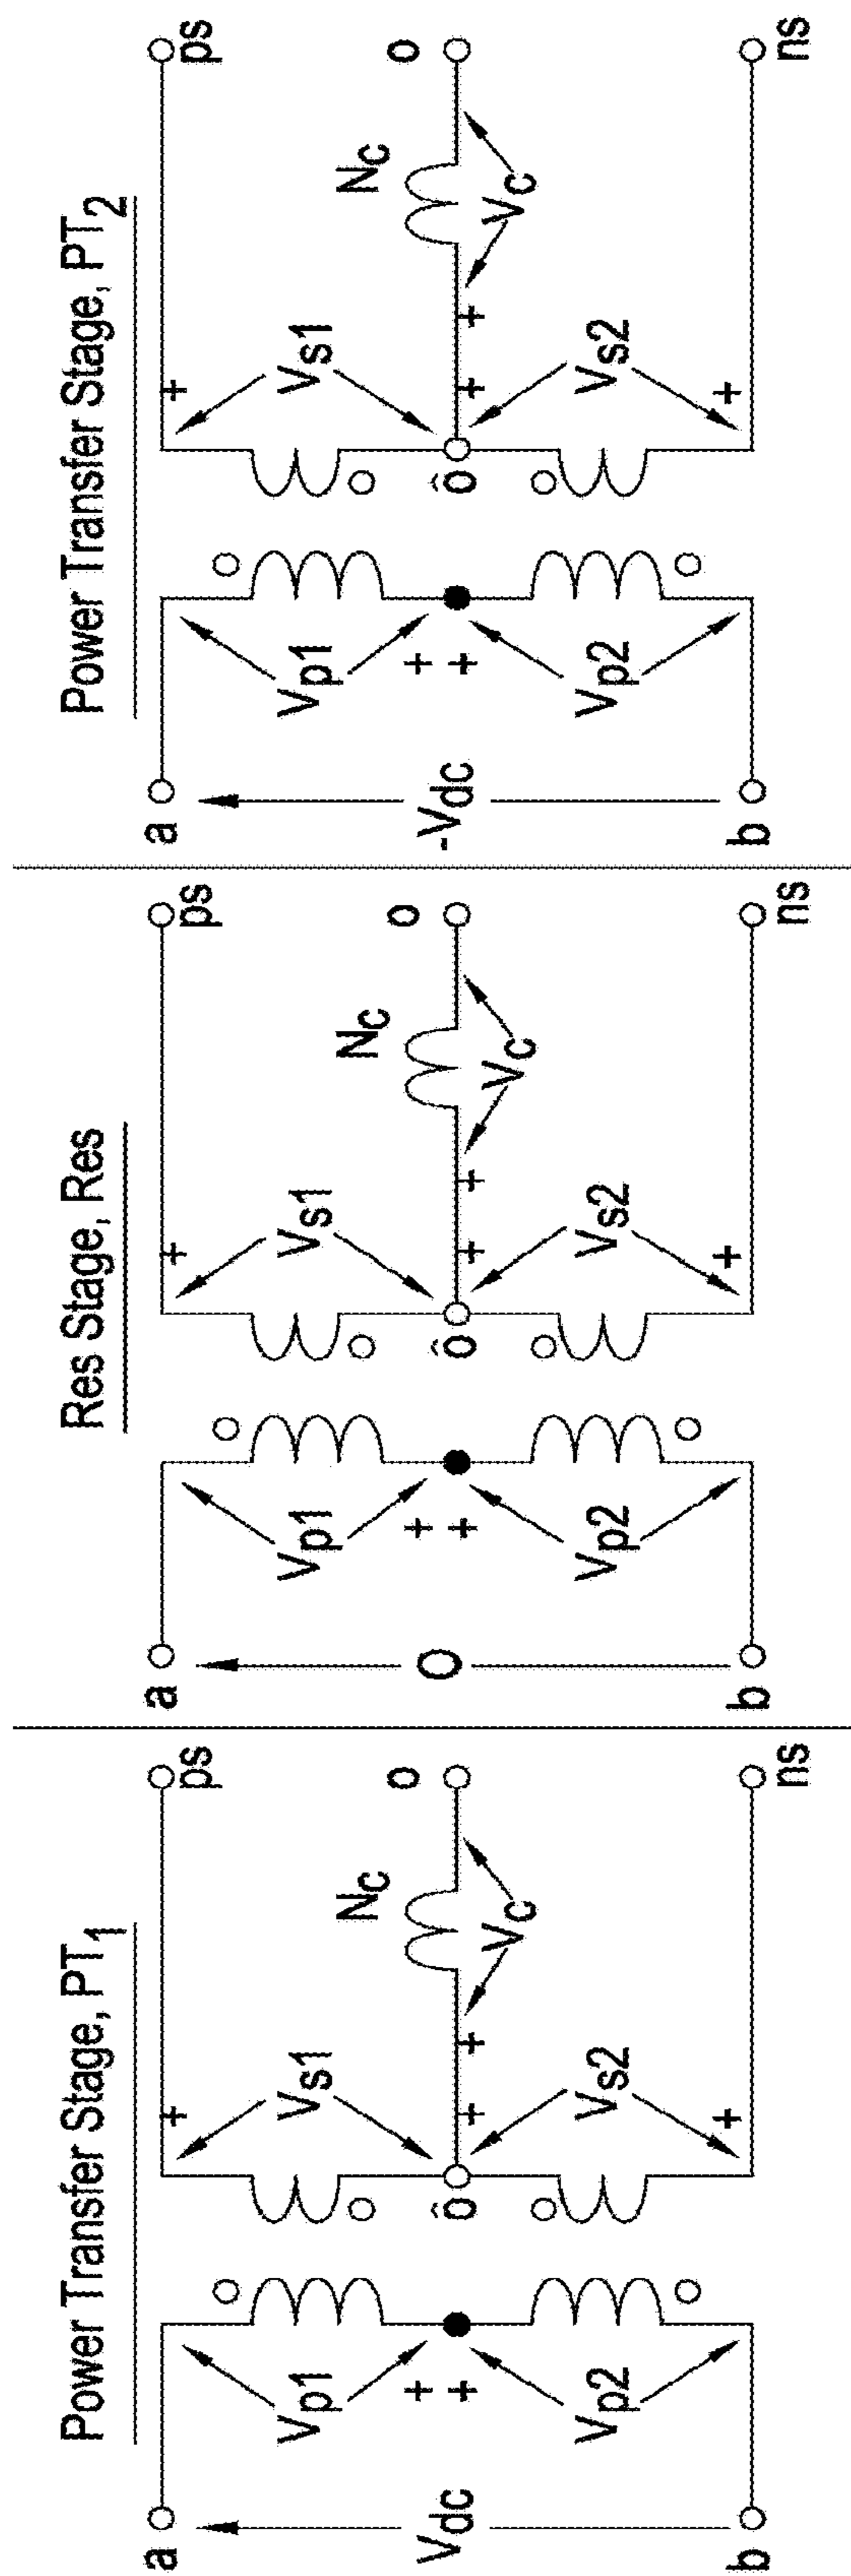 Power Transfer Stage, PT₁
a
ps
+
Vp1
Vs1
Nc
+
+
Vdc
ô
+
+
Vc
o
Vp2
Vs2
+
b
ns
Res Stage, Res
a
ps
+
Vp1
Vs1
Nc
+
+
0
ô
+
+
Vc
o
Vp2
Vs2
+
b
ns
Power Transfer Stage, PT₂
a
ps
+
Vp1
Vs1
Nc
+
+
-Vdc
ô
+
+
Vc
o
Vp2
Vs2
+
b
ns